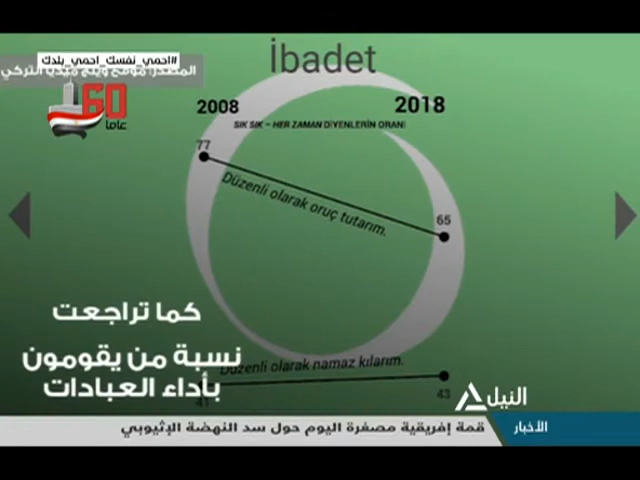 #احمي_نفسك_احمي_بلدك
المصدر: موقع ويلج ميديا التركي
60
عاما
İbadet
2008
2018
SIK SIK – HER ZAMAN DİYENLERİN ORANI
77
Düzenli olarak oruç tutarım.
65
كما تراجعت
نسبة من يقومون
بأداء العبادات
Düzenli olarak namaz kılarım.
41
43
النيل
الأخبار
قمة إفريقية مصغرة اليوم حول سد النهضة الإثيوبي